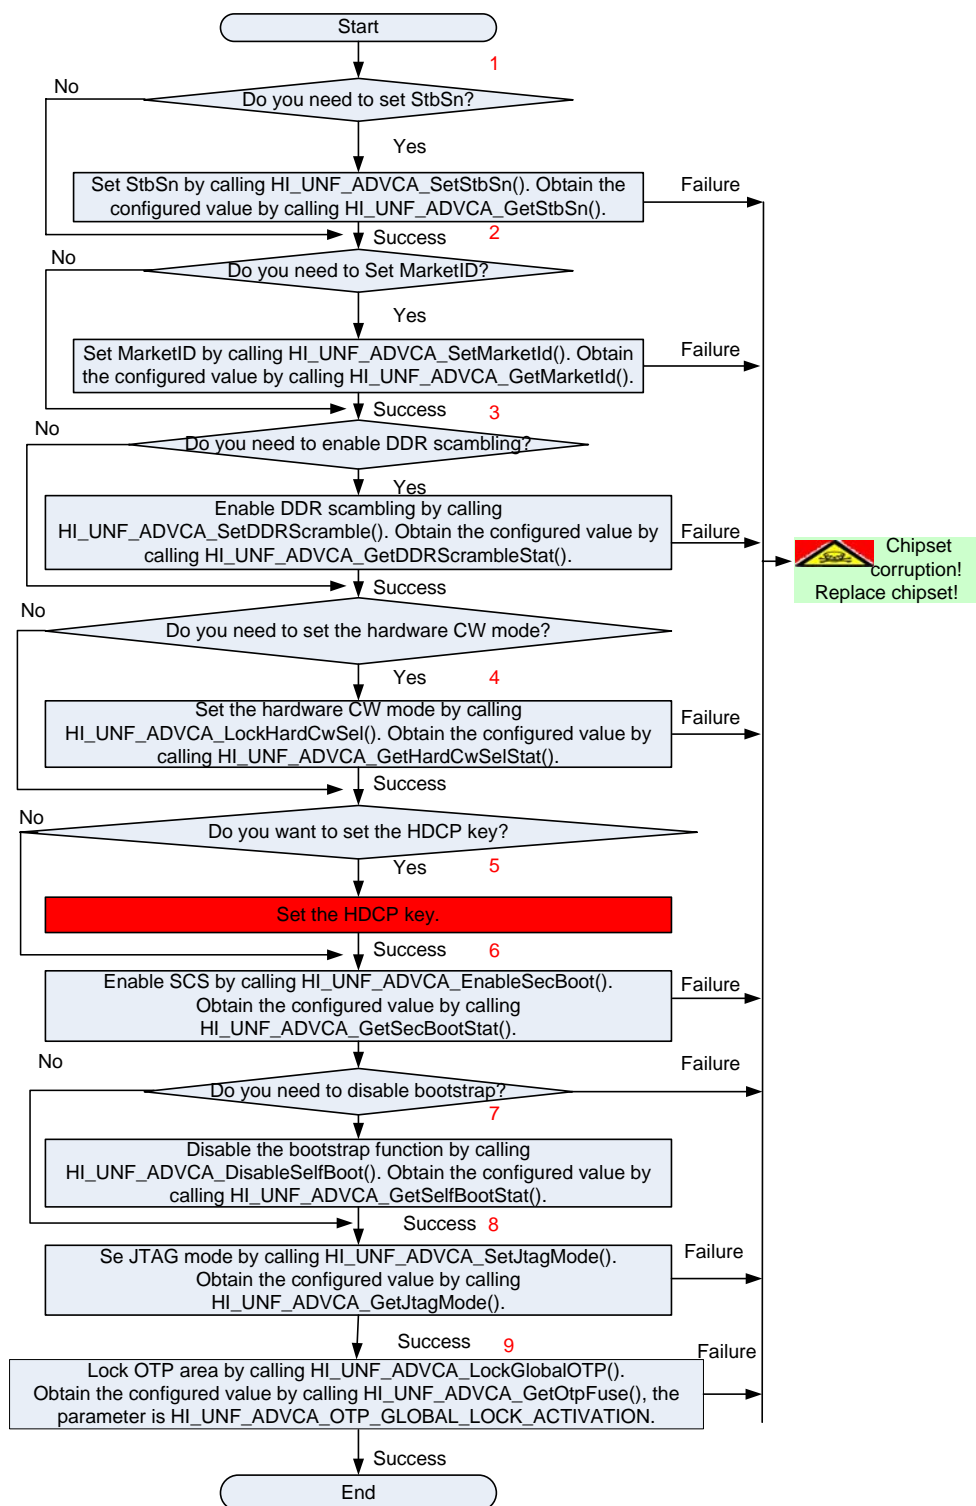 Start
1
No
Do you need to set StbSn?
Yes
Set StbSn by calling HI_UNF_ADVCA_SetStbSn(). Obtain the
configured value by calling HI_UNF_ADVCA_GetStbSn().
Failure
Success
2
No
Do you need to Set MarketID?
Yes
Set MarketID by calling HI_UNF_ADVCA_SetMarketId(). Obtain
the configured value by calling HI_UNF_ADVCA_GetMarketId().
Failure
Success
3
No
Do you need to enable DDR scambling?
Yes
Enable DDR scambling by calling
HI_UNF_ADVCA_SetDDRScramble(). Obtain the configured value by
calling HI_UNF_ADVCA_GetDDRScrambleStat().
Failure
Chipset
corruption!
Replace chipset!
Success
No
Do you need to set the hardware CW mode?
Yes
4
Set the hardware CW mode by calling
HI_UNF_ADVCA_LockHardCwSel(). Obtain the configured value by
calling HI_UNF_ADVCA_GetHardCwSelStat().
Failure
Success
No
Do you want to set the HDCP key?
Yes
5
Set the HDCP key.
Success
6
Enable SCS by calling HI_UNF_ADVCA_EnableSecBoot().
Obtain the configured value by calling
HI_UNF_ADVCA_GetSecBootStat().
Failure
No
Do you need to disable bootstrap?
Failure
7
Disable the bootstrap function by calling
HI_UNF_ADVCA_DisableSelfBoot(). Obtain the configured value by
calling HI_UNF_ADVCA_GetSelfBootStat().
Success
8
Se JTAG mode by calling HI_UNF_ADVCA_SetJtagMode().
Obtain the configured value by calling
HI_UNF_ADVCA_GetJtagMode().
Failure
Success
9
Lock OTP area by calling HI_UNF_ADVCA_LockGlobalOTP().
Obtain the configured value by calling HI_UNF_ADVCA_GetOtpFuse(), the
parameter is HI_UNF_ADVCA_OTP_GLOBAL_LOCK_ACTIVATION.
Failure
Success
End